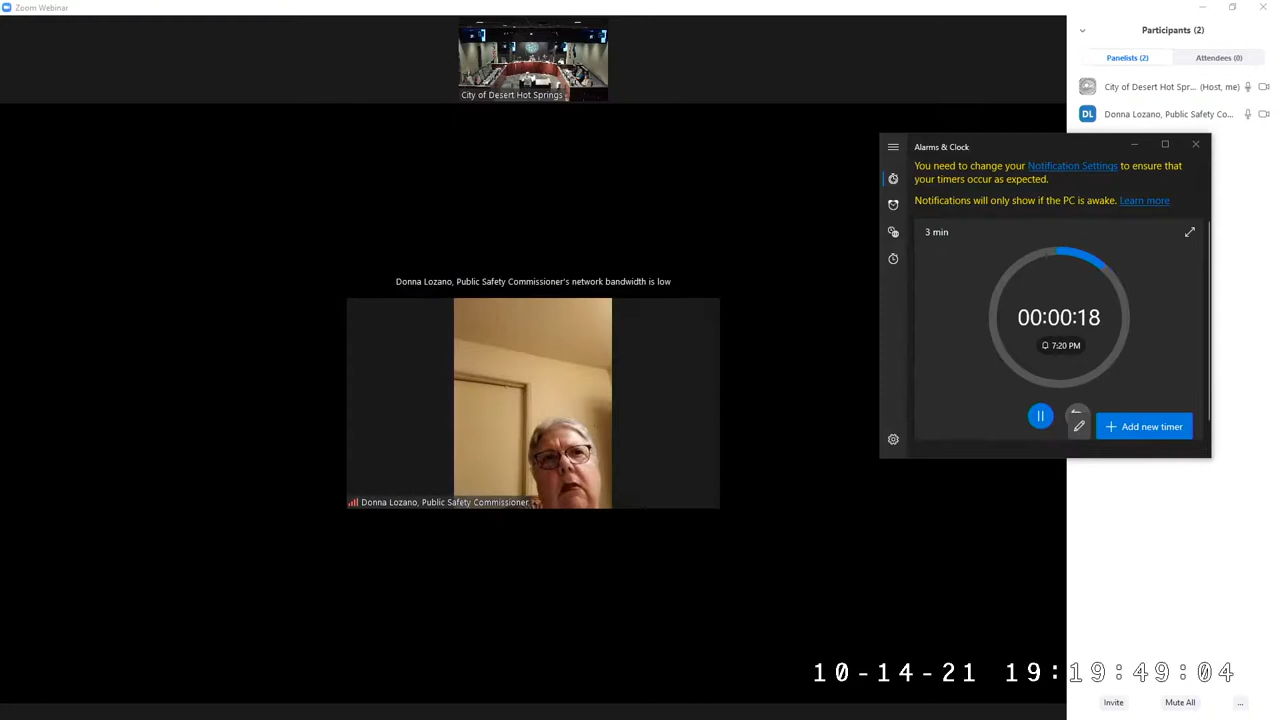 Zoom Webinar
Participants (2)
Panelists (2)
Attendees (0)
City of Desert Hot Springs
City of Desert Hot Spr... (Host, me)
DL
Donna Lozano, Public Safety Co...
Alarms & Clock
You need to change your Notification Settings to ensure that
your timers occur as expected.
Notifications will only show if the PC is awake. Learn more
3 min
00:00:18
7:20 PM
Add new timer
Donna Lozano, Public Safety Commissioner's network bandwidth is low
Donna Lozano, Public Safety Commissioner
10-14-21 19:19:49:04
Invite
Mute All
...